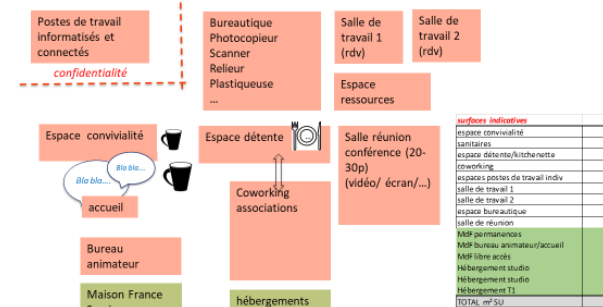 Postes de travail
informatisés et
connectés
confidentialité
Bureautique
Photocopieur
Scanner
Relieur
Plastiqueuse
...
Salle de
travail 1
(rdv)
Salle de
travail 2
(rdv)
Espace
ressources
Espace convivialité
Bla bla....
Bla bla...
accueil
Espace détente
Salle réunion
conférence (20-
30p)
(vidéo/ écran/...)
Coworking
associations
Bureau
animateur
Maison France
hébergements
surfaces indicatives
espace convivialité
sanitaires
espace détente/kitchenette
coworking
espaces postes de travail indiv
salle de travail 1
salle de travail 2
espace bureautique
salle de réunion
MdF permanences
MdF bureau animateur/accueil
MdF libre accès
Hébergement studio
Hébergement studio
Hébergement T1
TOTAL m² SU